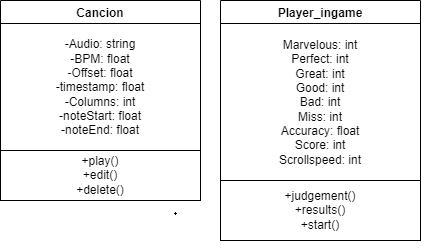 Cancion
-Audio: string
-BPM: float
-Offset: float
-timestamp: float
-Columns: int
-noteStart: float
-noteEnd: float
+play()
+edit()
+delete()
Player_ingame
Marvelous: int
Perfect: int
Great: int
Good: int
Bad: int
Miss: int
Accuracy: float
Score: int
Scrollspeed: int
+judgement()
+results()
+start()